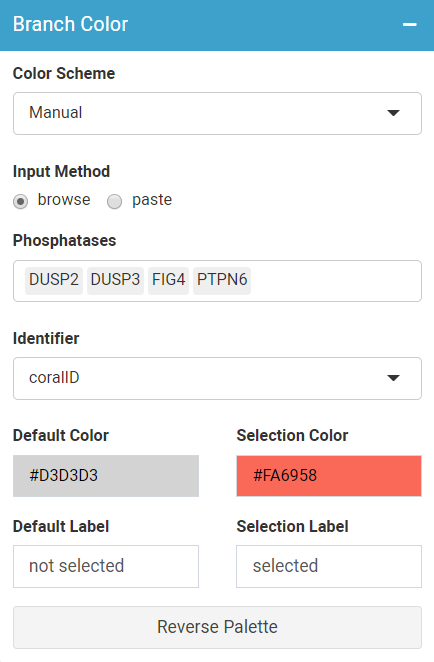 Branch Color
Color Scheme
Manual
Input Method
browse paste
Phosphatases
DUSP2 DUSP3 FIG4 PTPN6
Identifier
coralID
Default Color Selection Color
#D3D3D3 #FA6958
Default Label Selection Label
not selected selected
Reverse Palette